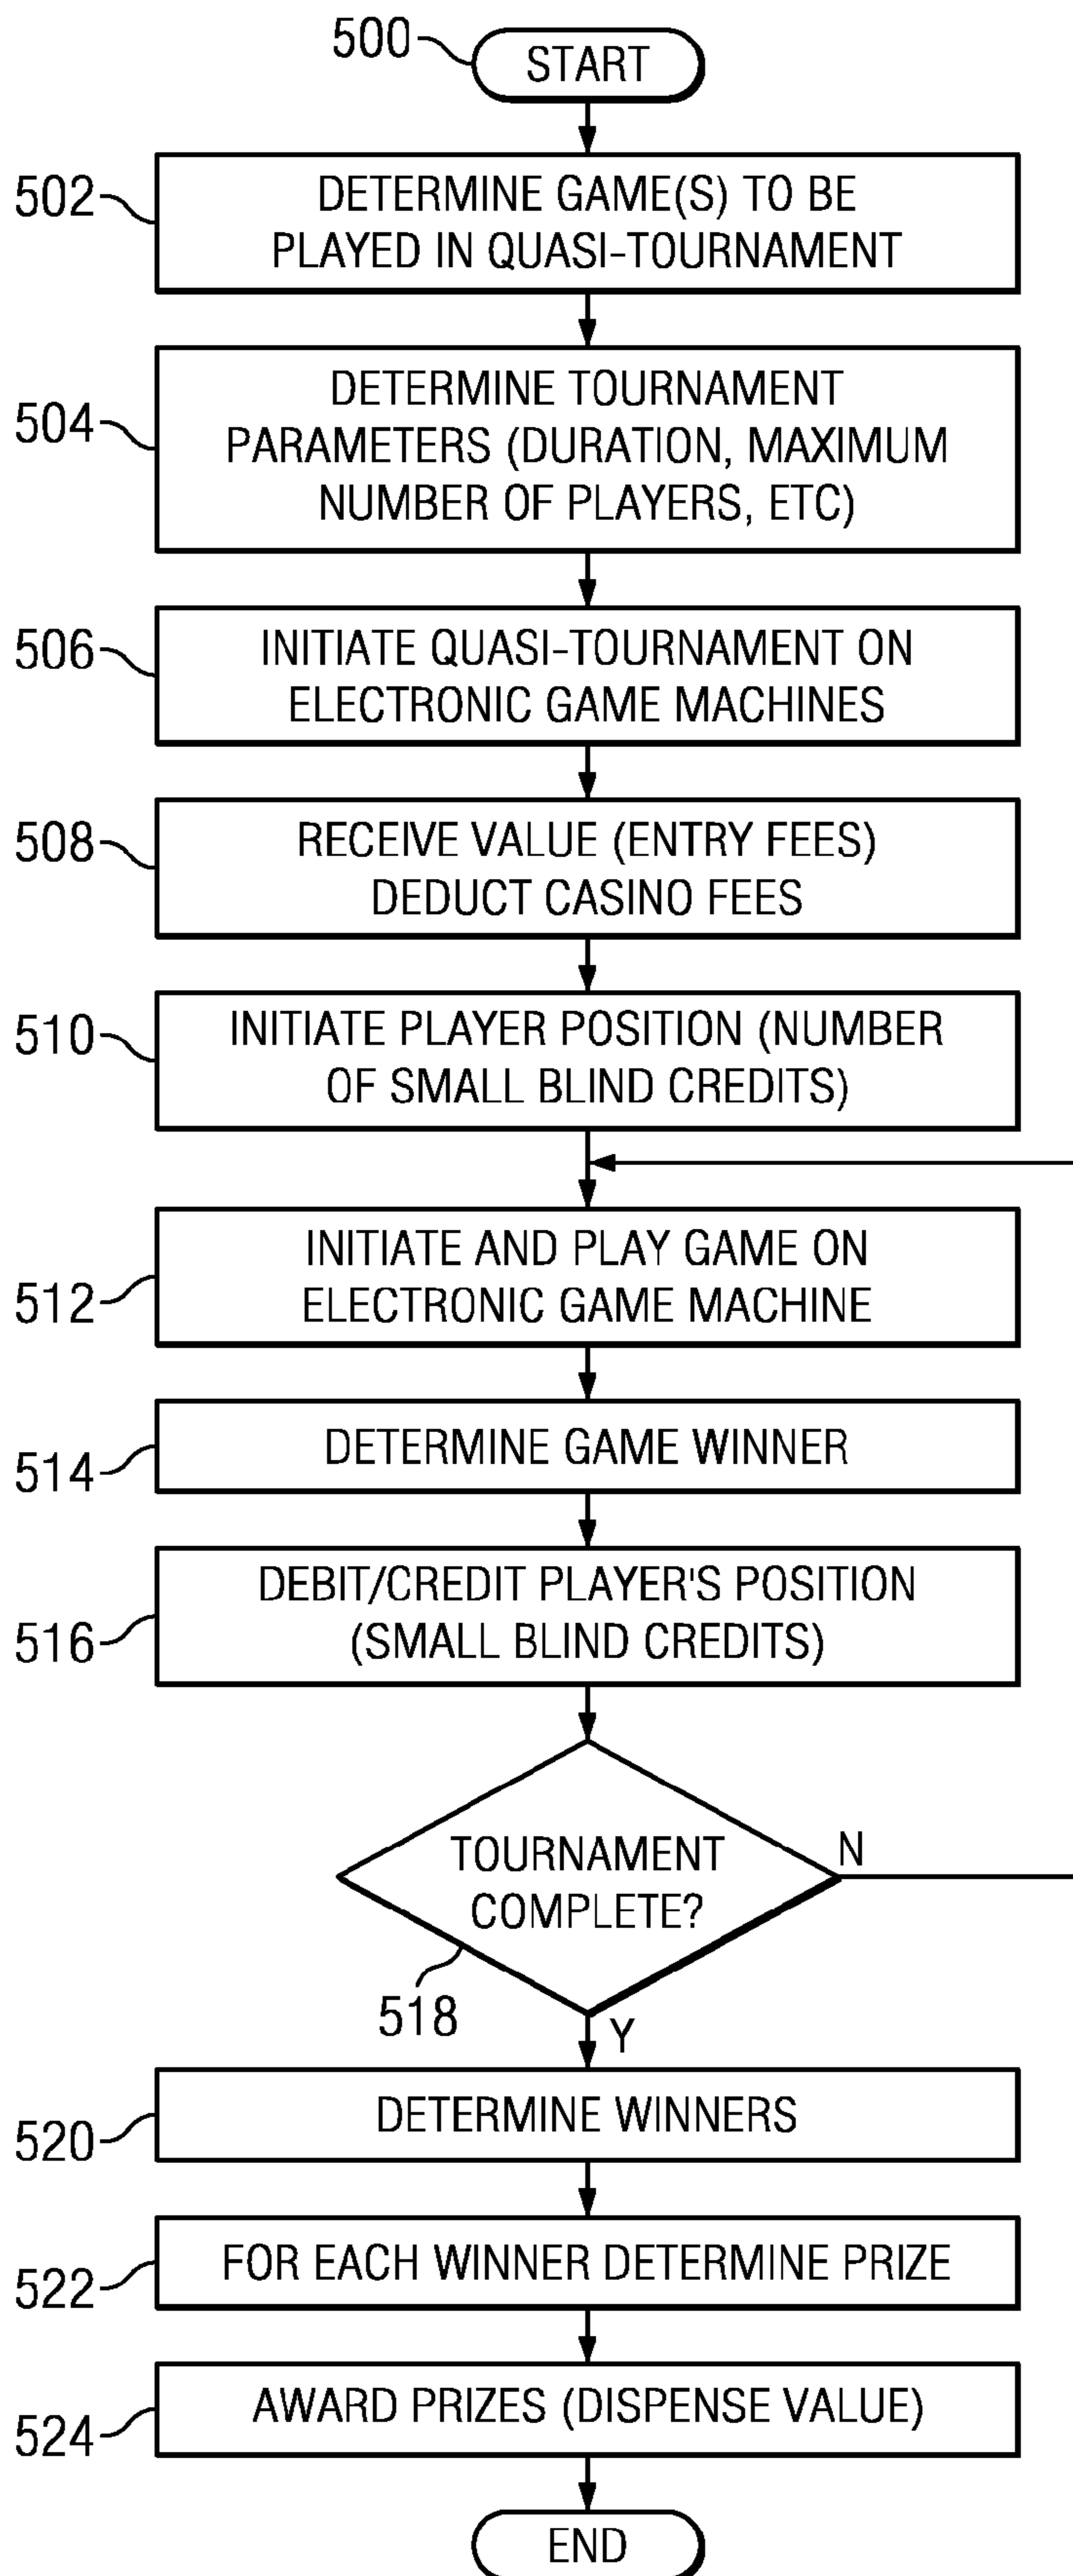 500
START
502
DETERMINE GAME(S) TO BE
PLAYED IN QUASI-TOURNAMENT
504
DETERMINE TOURNAMENT
PARAMETERS (DURATION, MAXIMUM
NUMBER OF PLAYERS, ETC)
506
INITIATE QUASI-TOURNAMENT ON
ELECTRONIC GAME MACHINES
508
RECEIVE VALUE (ENTRY FEES)
DEDUCT CASINO FEES
510
INITIATE PLAYER POSITION (NUMBER
OF SMALL BLIND CREDITS)
512
INITIATE AND PLAY GAME ON
ELECTRONIC GAME MACHINE
514
DETERMINE GAME WINNER
516
DEBIT/CREDIT PLAYER'S POSITION
(SMALL BLIND CREDITS)
TOURNAMENT
COMPLETE?
N
518
Y
520
DETERMINE WINNERS
522
FOR EACH WINNER DETERMINE PRIZE
524
AWARD PRIZES (DISPENSE VALUE)
END